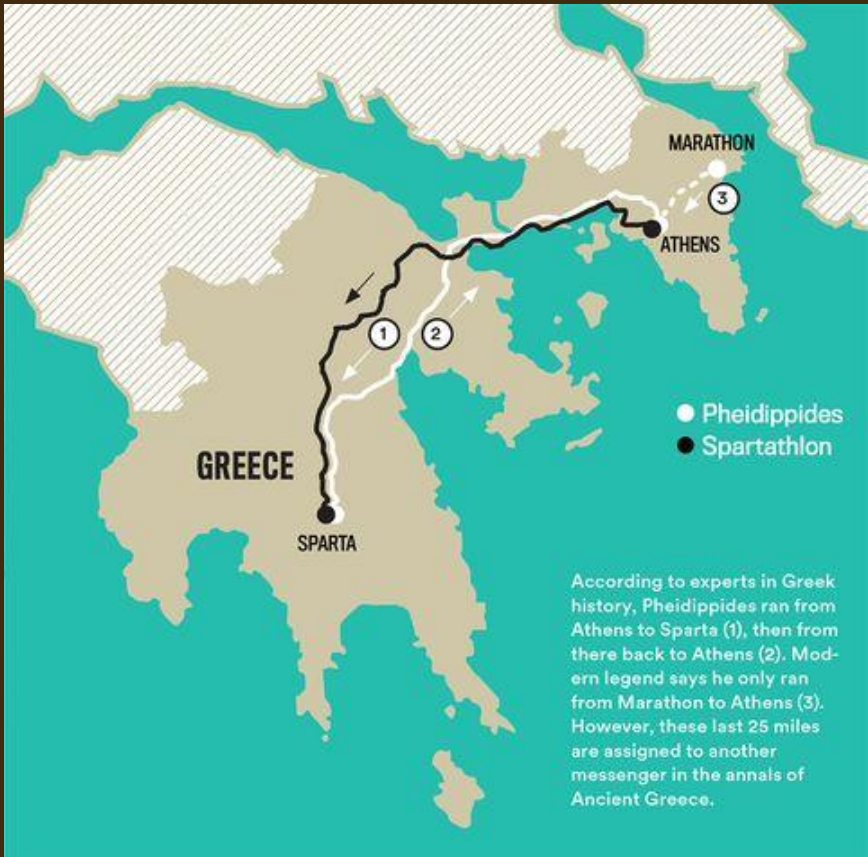 MARATHON
3
ATHENS
1
2
Pheidippides
Spartathlon
GREECE
SPARTA
According to experts in Greek
history, Pheidippides ran from
Athens to Sparta (1), then from
there back to Athens (2). Mod-
ern legend says he only ran
from Marathon to Athens (3).
However, these last 25 miles
are assigned to another
messenger in the annals of
Ancient Greece.